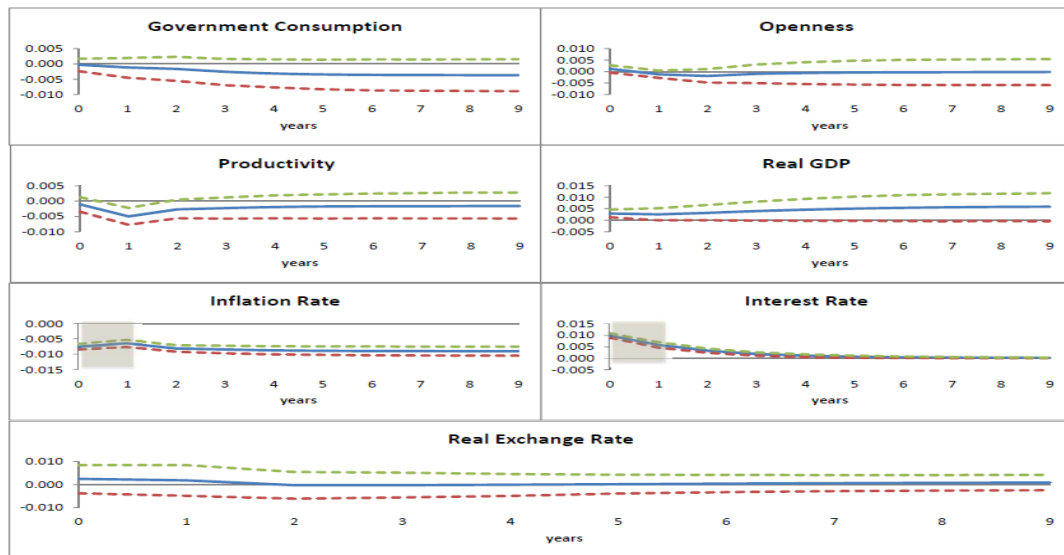 Government Consumption
0.005
0.000
-0.005
-0.010
0 1 2 3 4 5 6 7 8 9
years
Openness
0.010
0.005
0.000
-0.005
-0.010
0 1 2 3 4 5 6 7 8 9
years
Productivity
0.005
0.000
-0.005
-0.010
0 1 2 3 4 5 6 7 8 9
years
Real GDP
0.015
0.010
0.005
0.000
-0.005
0 1 2 3 4 5 6 7 8 9
years
Inflation Rate
0.000
-0.005
-0.010
-0.015
0 1 2 3 4 5 6 7 8 9
years
Interest Rate
0.015
0.010
0.005
0.000
-0.005
0 1 2 3 4 5 6 7 8 9
years
Real Exchange Rate
0.010
0.000
-0.010
0 1 2 3 4 5 6 7 8 9
years